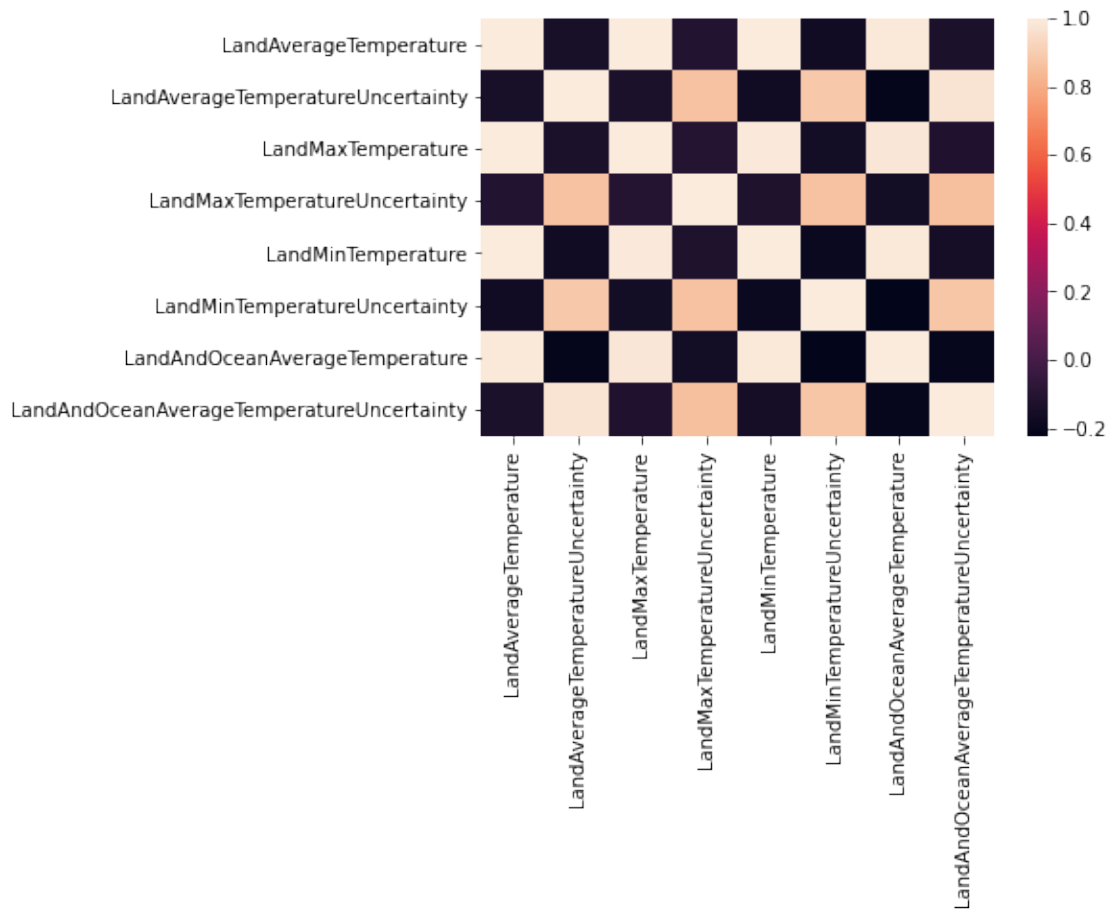 LandAverageTemperature
LandAverageTemperatureUncertainty
LandMaxTemperature
LandMaxTemperatureUncertainty
LandMinTemperature
LandMinTemperatureUncertainty
LandAndOceanAverageTemperature
LandAndOceanAverageTemperatureUncertainty
LandAverageTemperature
LandAverageTemperatureUncertainty
LandMaxTemperature
LandMaxTemperatureUncertainty
LandMinTemperature
LandMinTemperatureUncertainty
LandAndOceanAverageTemperature
LandAndOceanAverageTemperatureUncertainty
1.0
0.8
0.6
0.4
0.2
0.0
−0.2